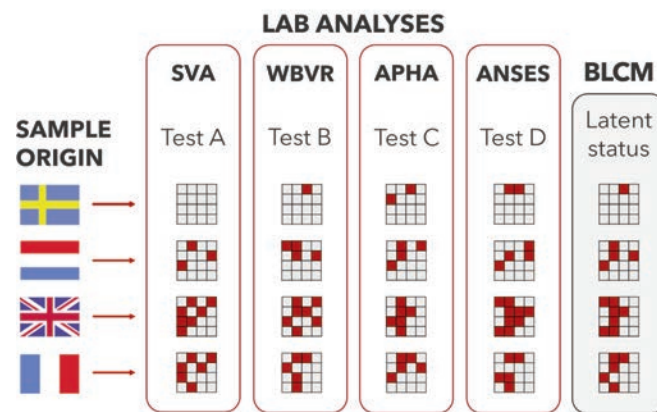 LAB ANALYSES
SVA
WBVR
APHA
ANSES
BLCM
SAMPLE
ORIGIN
Test A
Test B
Test C
Test D
Latent
status